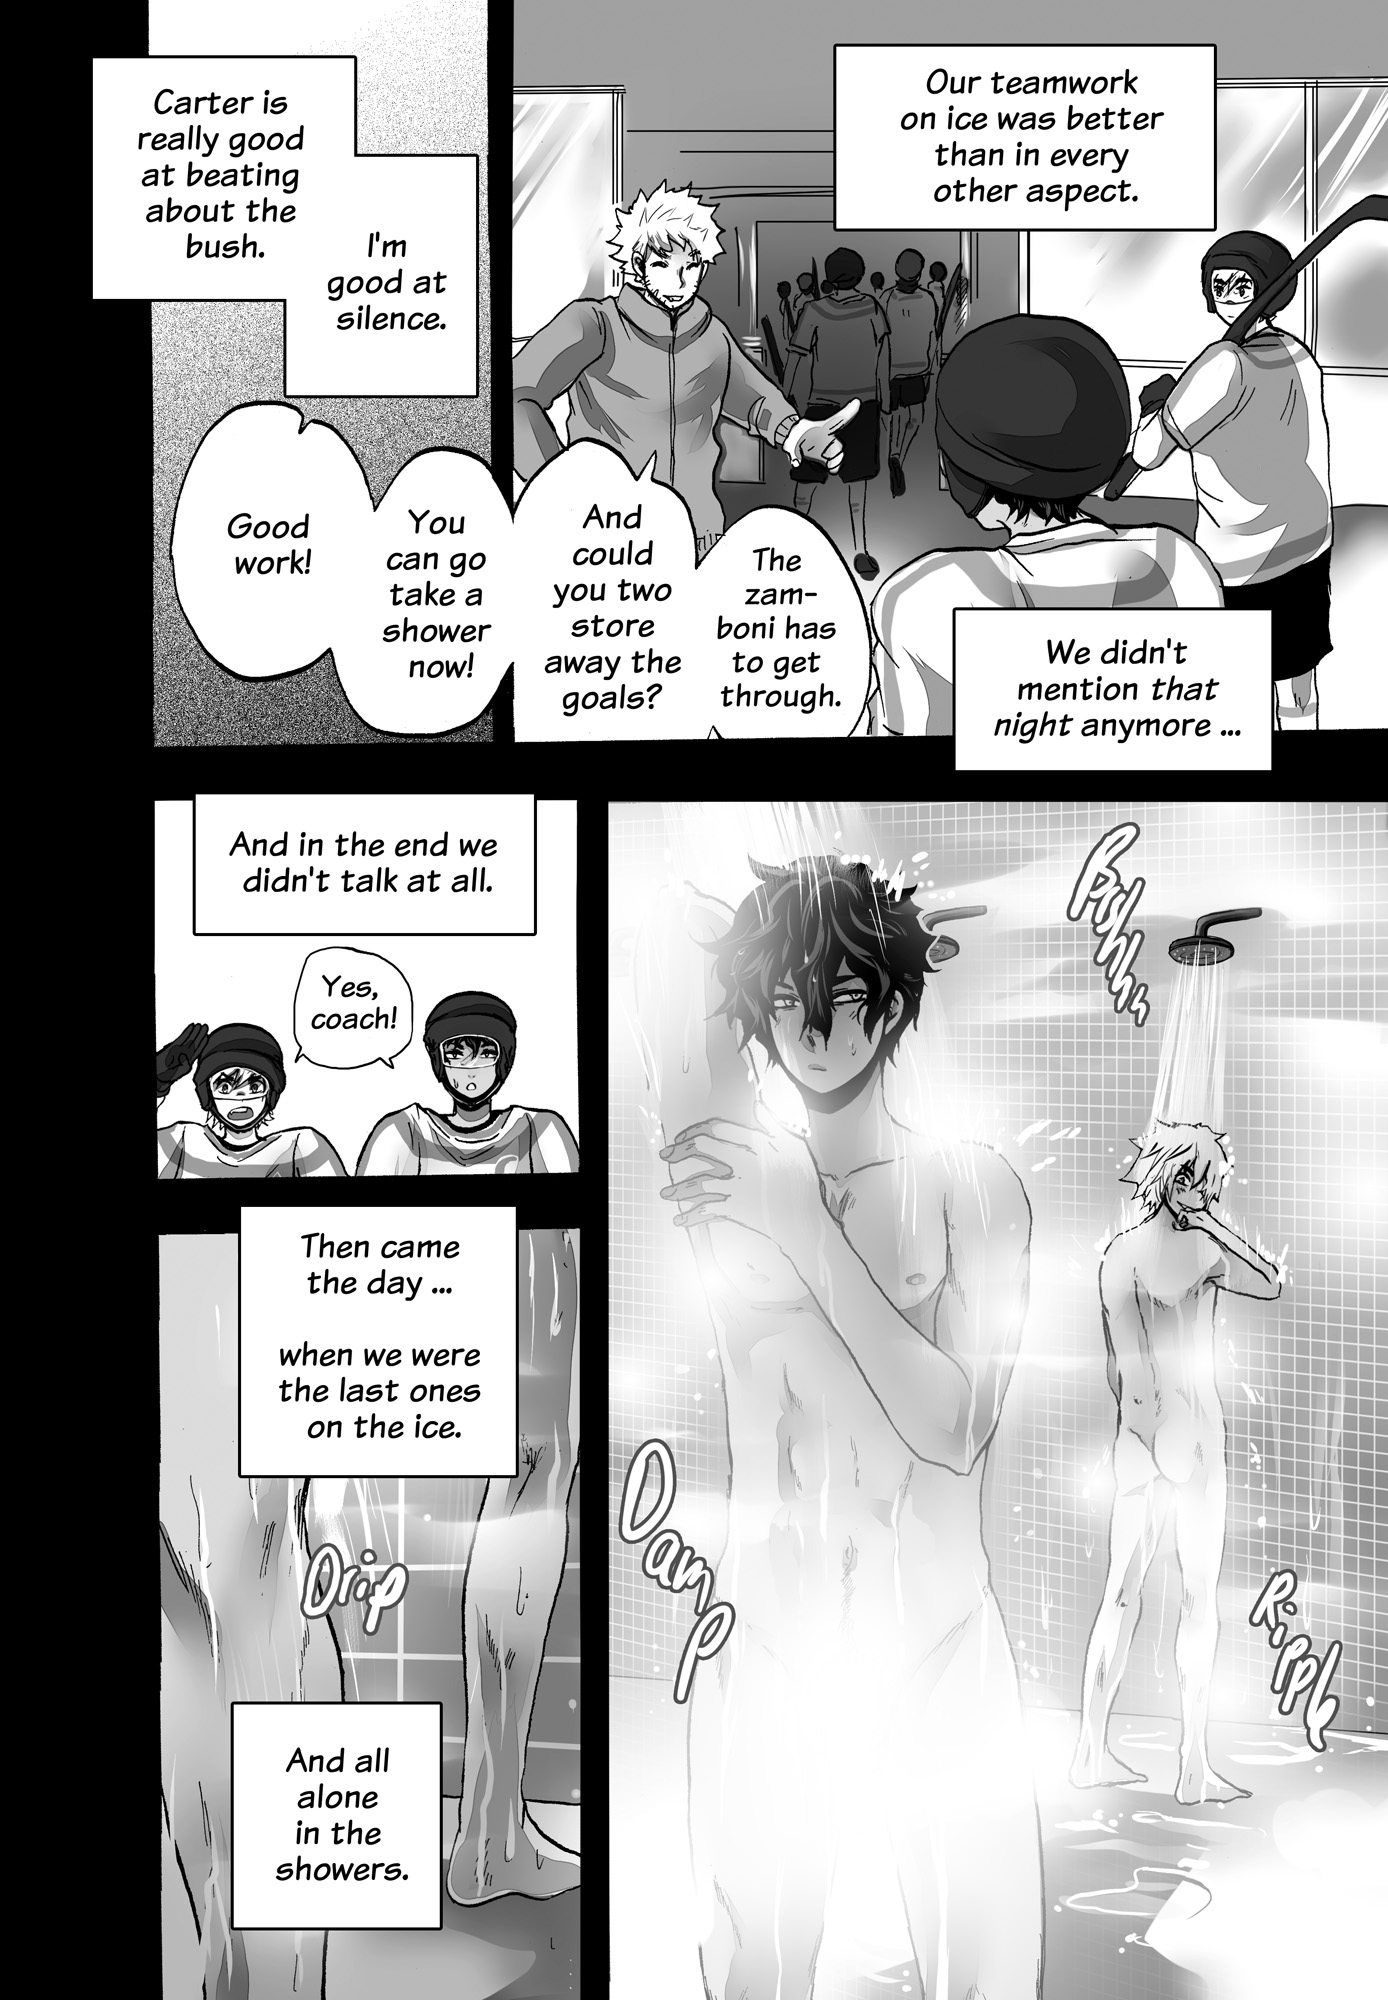 Carter is
really good
at beating
about the
bush.
I'm
good at
silence.
Our teamwork
on ice was better
than in every
other aspect.
Good
work!
You
can go
take a
shower
now!
And
could
you two
store
away the
goals?
The
zam-
boni has
to get
through.
We didn't
mention that
night anymore ...
And in the end we
didn't talk at all.
Yes,
coach!
Then came
the day ...
when we were
the last ones
on the ice.
Drip
And all
alone
in the
showers.
Damp